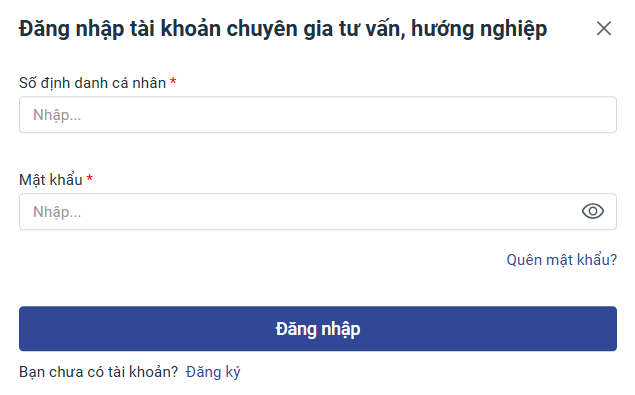 Đăng nhập tài khoản chuyên gia tư vấn, hướng nghiệp
Số định danh cá nhân *
Nhập...
Mật khẩu *
Nhập...
Quên mật khẩu?
Đăng nhập
Bạn chưa có tài khoản? Đăng ký